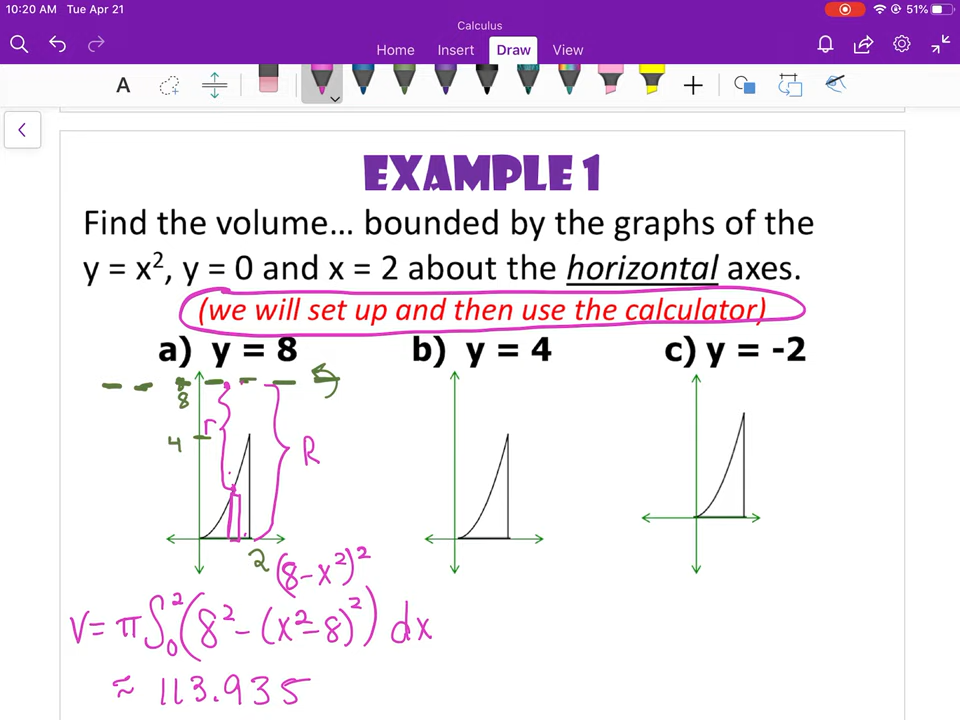 10:20 AM Tue Apr 21
51%
Calculus
Home Insert Draw View
A
EXAMPLE 1
Find the volume... bounded by the graphs of the
y = x², y = 0 and x = 2 about the horizontal axes.
(we will set up and then use the calculator)
a) y = 8 b) y = 4 c) y = -2
8
r
4
R
2
(8-x²)²
V = π∫₀² (8² - (x²-8)²) dx
≈ 113.935